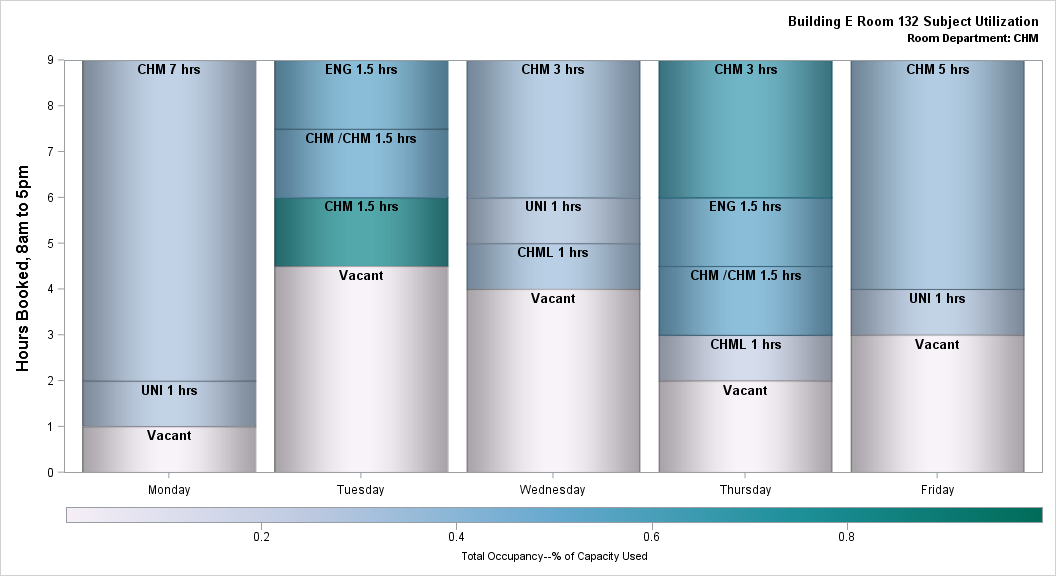 Building E Room 132 Subject Utilization
Room Department: CHM
Hours Booked, 8am to 5pm
9
8
7
6
5
4
3
2
1
0
CHM 7 hrs
UNI 1 hrs
Vacant
ENG 1.5 hrs
CHM /CHM 1.5 hrs
CHM 1.5 hrs
Vacant
CHM 3 hrs
UNI 1 hrs
CHML 1 hrs
Vacant
CHM 3 hrs
ENG 1.5 hrs
CHM /CHM 1.5 hrs
CHML 1 hrs
Vacant
CHM 5 hrs
UNI 1 hrs
Vacant
Monday Tuesday Wednesday Thursday Friday
0.2 0.4 0.6 0.8
Total Occupancy--% of Capacity Used